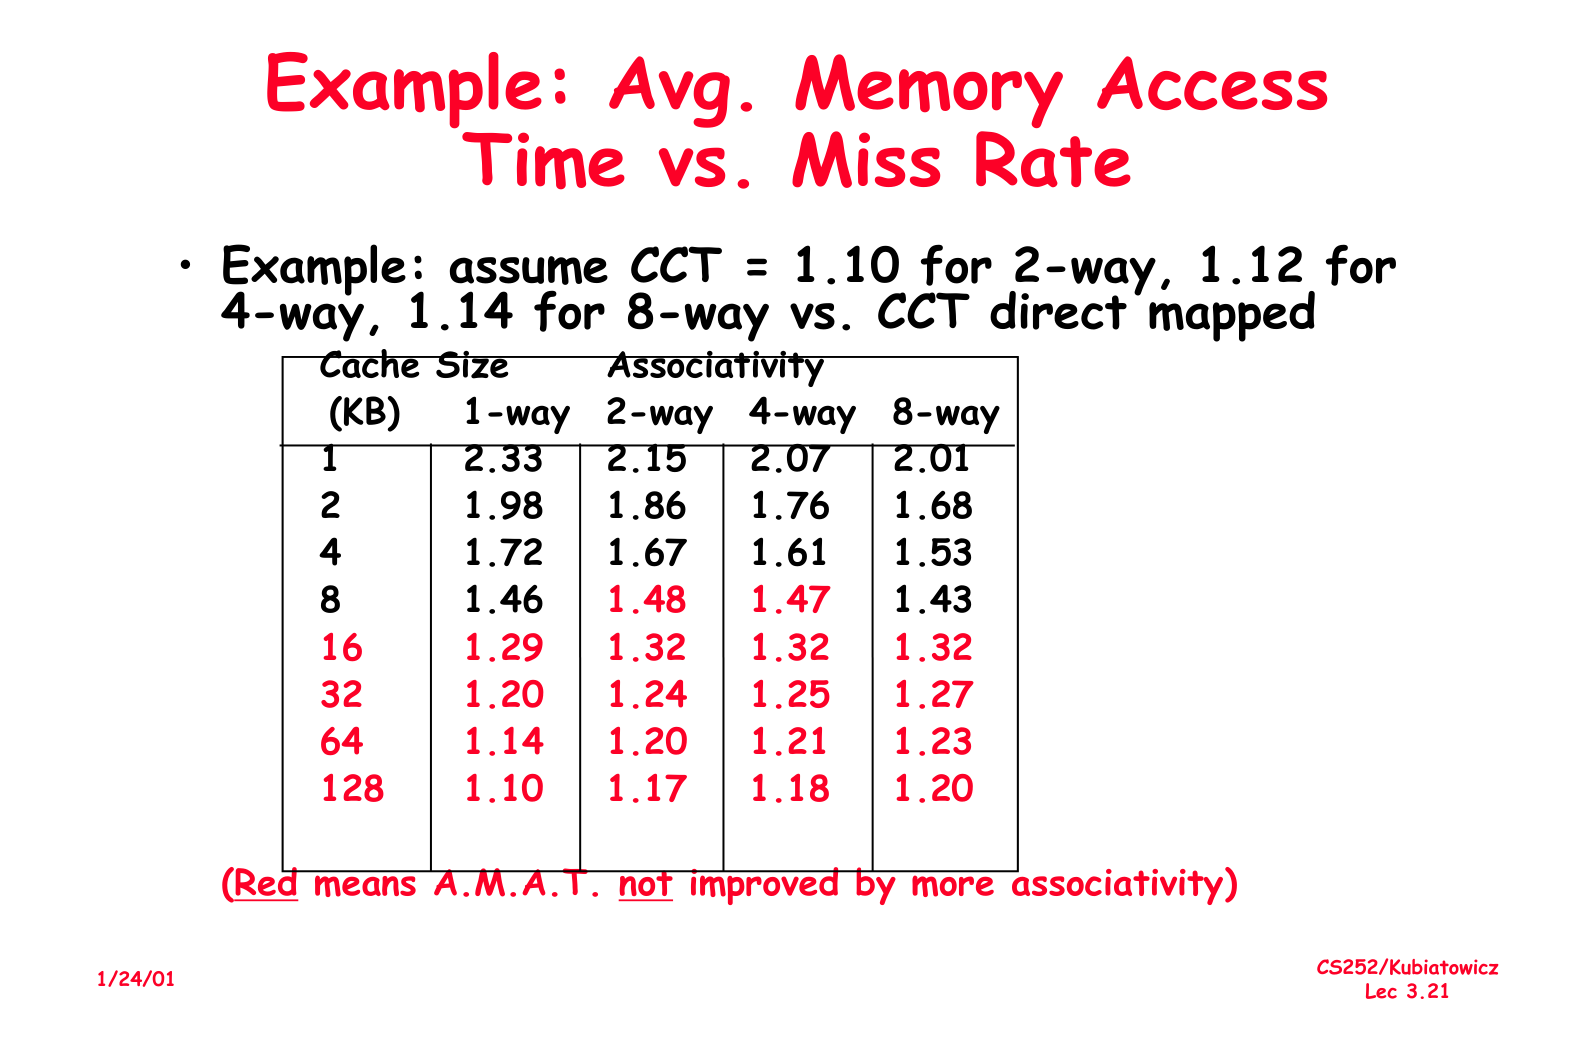 Example: Avg. Memory Access
Time vs. Miss Rate
• Example: assume CCT = 1.10 for 2-way, 1.12 for
4-way, 1.14 for 8-way vs. CCT direct mapped
Cache Size Associativity
(KB) 1-way 2-way 4-way 8-way
1 2.33 2.15 2.07 2.01
2 1.98 1.86 1.76 1.68
4 1.72 1.67 1.61 1.53
8 1.46 1.48 1.47 1.43
16 1.29 1.32 1.32 1.32
32 1.20 1.24 1.25 1.27
64 1.14 1.20 1.21 1.23
128 1.10 1.17 1.18 1.20
(Red means A.M.A.T. not improved by more associativity)
1/24/01
CS252/Kubiatowicz
Lec 3.21